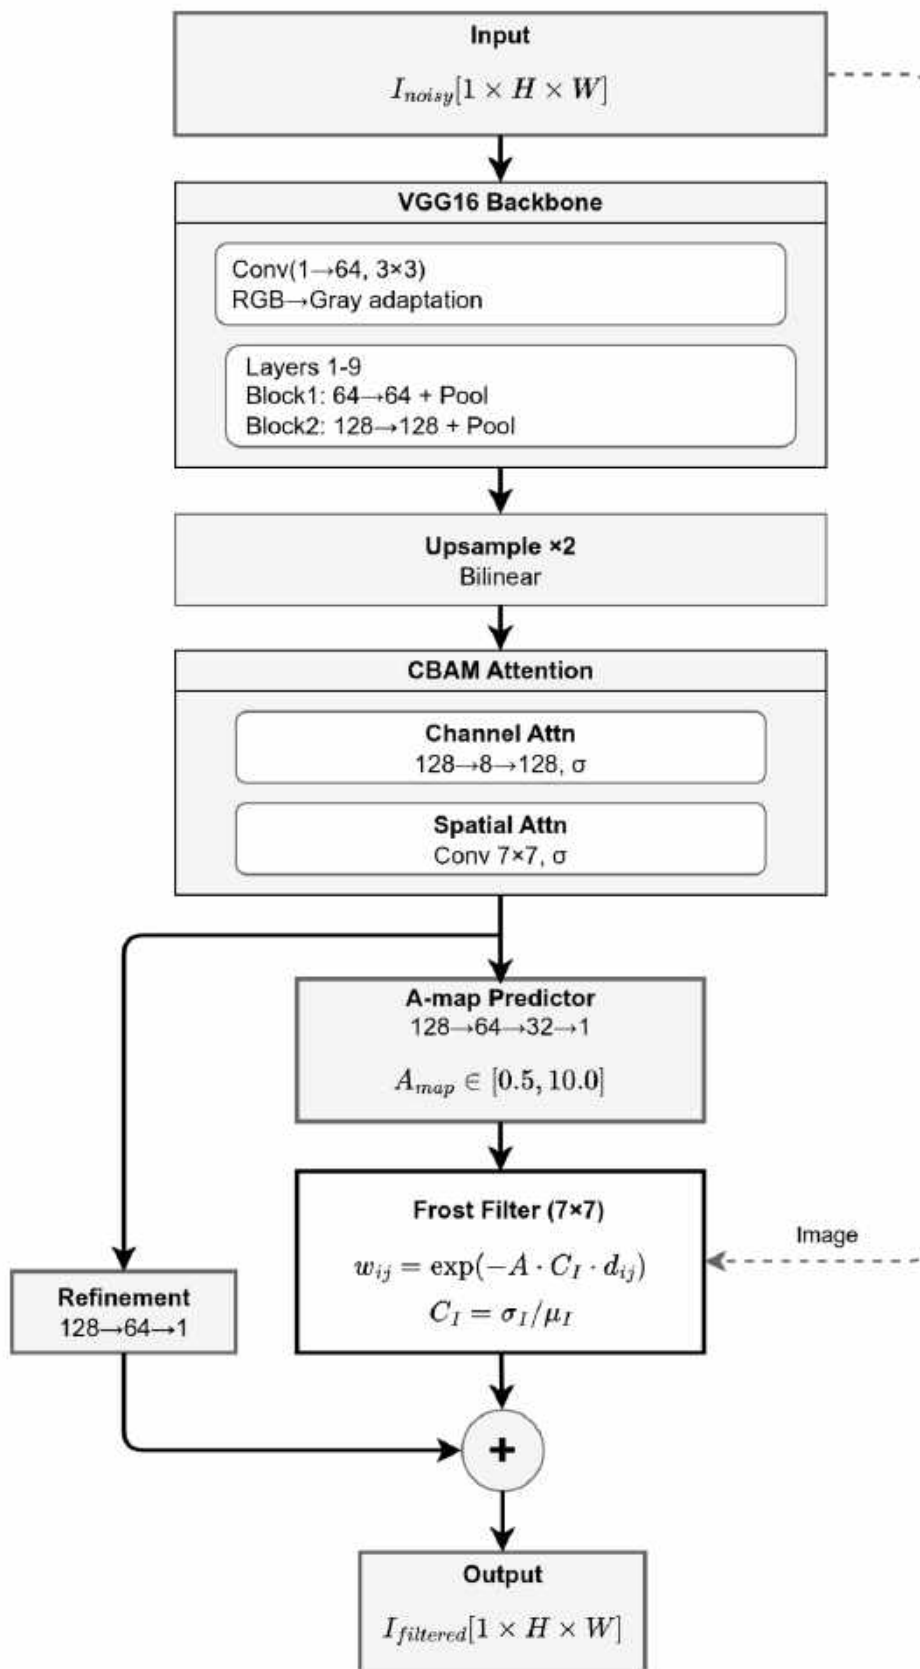 Input
I_{noisy}[1 × H × W]
VGG16 Backbone
Conv(1→64, 3×3)
RGB→Gray adaptation
Layers 1-9
Block1: 64→64 + Pool
Block2: 128→128 + Pool
Upsample ×2
Bilinear
CBAM Attention
Channel Attn
128→8→128, σ
Spatial Attn
Conv 7×7, σ
A-map Predictor
128→64→32→1
A_{map} ∈ [0.5, 10.0]
Frost Filter (7×7)
w_{ij} = exp(−A · C_I · d_{ij})
C_I = σ_I/μ_I
Image
Refinement
128→64→1
+
Output
I_{filtered}[1 × H × W]